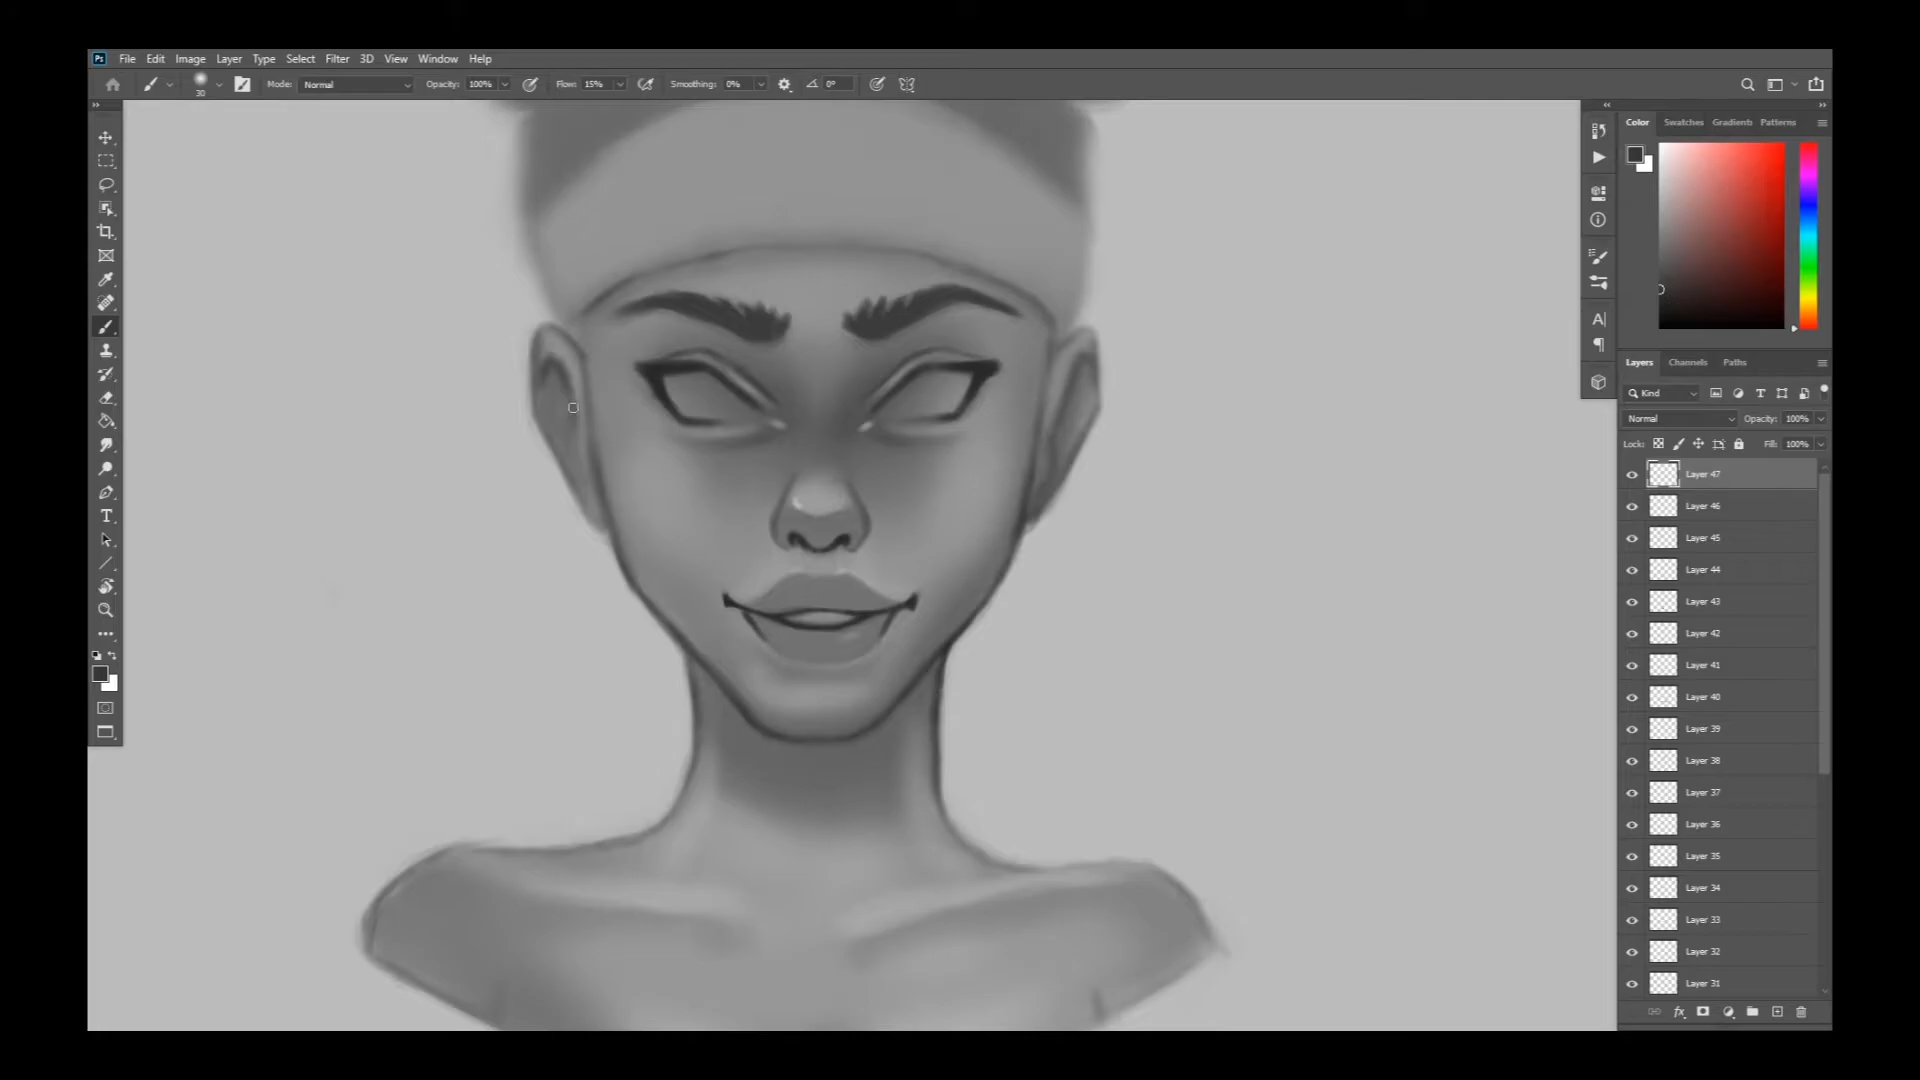 Ps File Edit Image Layer Type Select Filter 3D View Window Help
30 Mode: Normal Opacity: 100% Flow: 15% Smoothing: 0% 0°
Color Swatches Gradients Patterns
Layers Channels Paths
Kind
Normal Opacity: 100%
Lock: Fill: 100%
Layer 47
Layer 46
Layer 45
Layer 44
Layer 43
Layer 42
Layer 41
Layer 40
Layer 39
Layer 38
Layer 37
Layer 36
Layer 35
Layer 34
Layer 33
Layer 32
Layer 31
fx